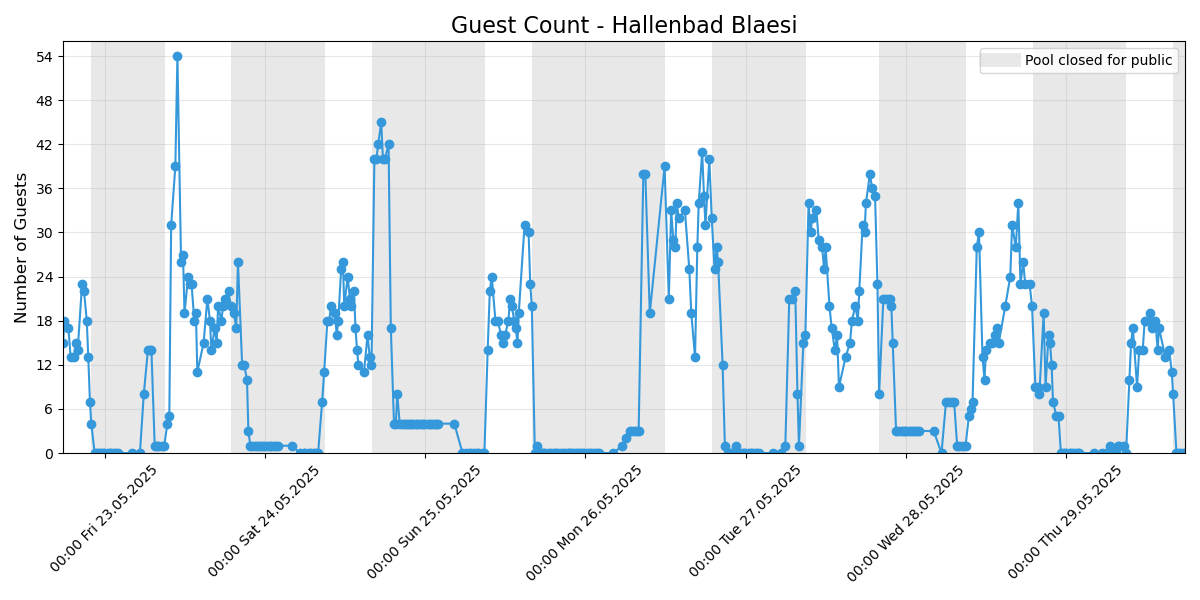 Guest Count - Hallenbad Blaesi
Pool closed for public
Number of Guests
54
48
42
36
30
24
18
12
6
0
00:00 Fri 23.05.2025
00:00 Sat 24.05.2025
00:00 Sun 25.05.2025
00:00 Mon 26.05.2025
00:00 Tue 27.05.2025
00:00 Wed 28.05.2025
00:00 Thu 29.05.2025